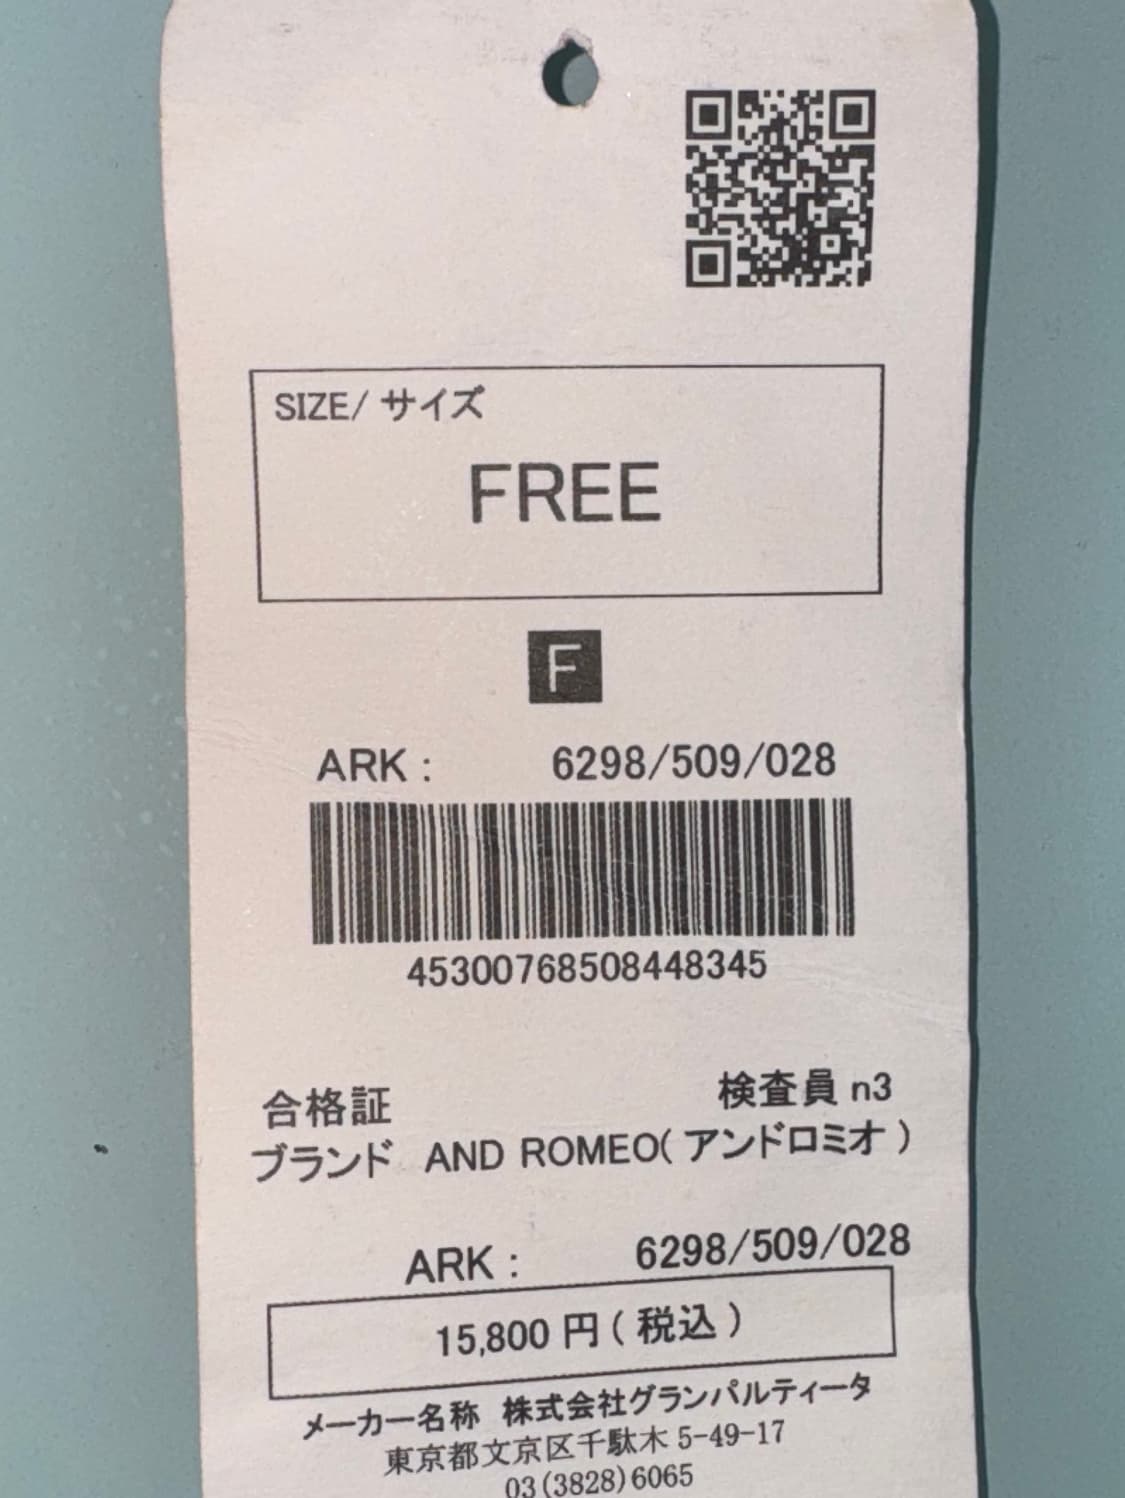 SIZE/ サイズ
FREE
F
ARK : 6298/509/028
45300768508448345
合格証 検査員 n3
ブランド AND ROMEO( アンドロミオ )
ARK : 6298/509/028
15,800 円 ( 税込 )
メーカー名称 株式会社グランパルティータ
東京都文京区千駄木 5-49-17
03(3828)6065